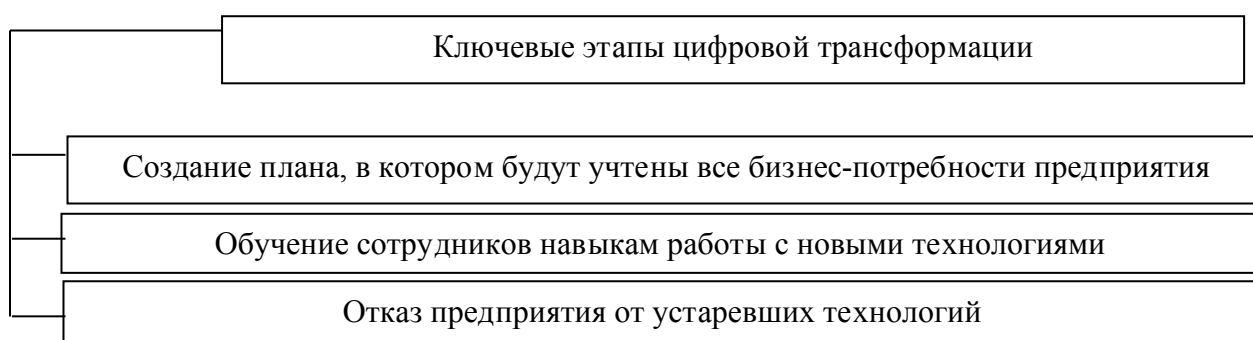 Ключевые этапы цифровой трансформации
Создание плана, в котором будут учтены все бизнес-потребности предприятия
Обучение сотрудников навыкам работы с новыми технологиями
Отказ предприятия от устаревших технологий